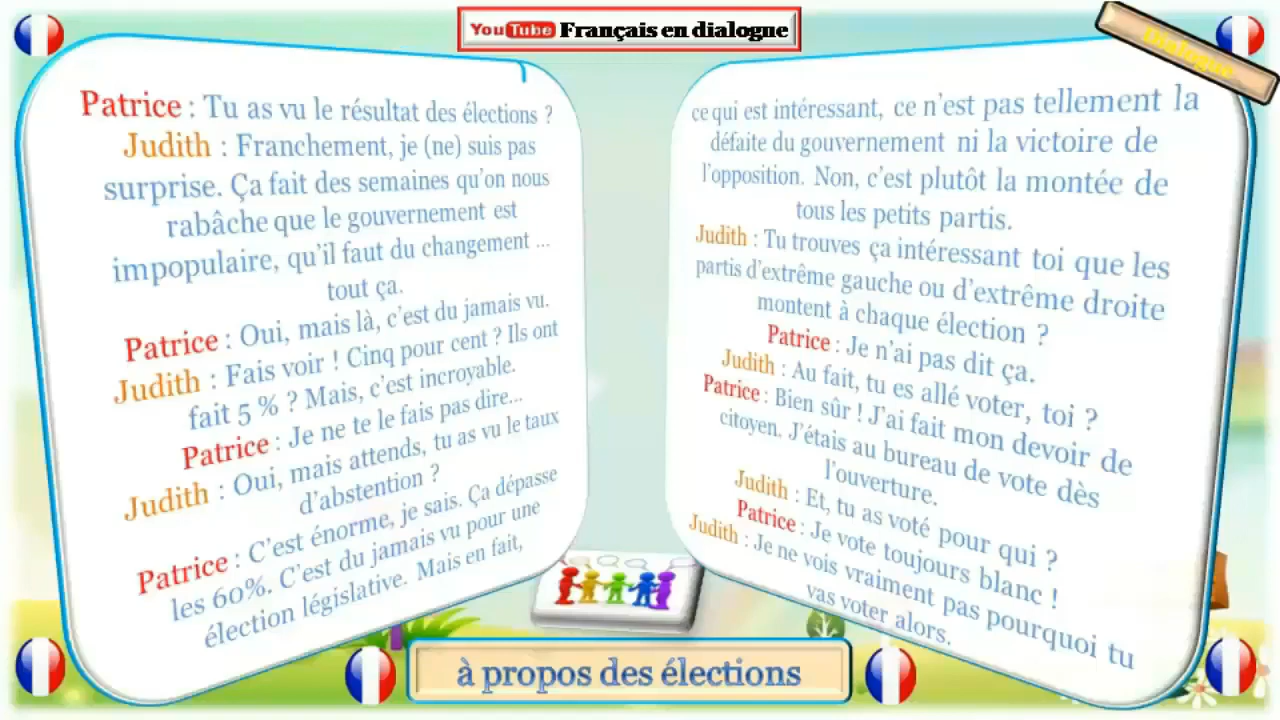 YouTube Français en dialogue
Dialogue
Patrice : Tu as vu le résultat des élections ?
Judith : Franchement, je (ne) suis pas
surprise. Ça fait des semaines qu'on nous
rabâche que le gouvernement est
impopulaire, qu'il faut du changement ...
tout ça.
Patrice : Oui, mais là, c'est du jamais vu.
Judith : Fais voir ! Cinq pour cent ? Ils ont
fait 5 % ? Mais, c'est incroyable.
Patrice : Je ne te le fais pas dire...
Judith : Oui, mais attends, tu as vu le taux
d'abstention ?
Patrice : C'est énorme, je sais. Ça dépasse
les 60%. C'est du jamais vu pour une
élection législative. Mais en fait,
ce qui est intéressant, ce n'est pas tellement la
défaite du gouvernement ni la victoire de
l'opposition. Non, c'est plutôt la montée de
tous les petits partis.
Judith : Tu trouves ça intéressant toi que les
partis d'extrême gauche ou d'extrême droite
montent à chaque élection ?
Patrice : Je n'ai pas dit ça.
Judith : Au fait, tu es allé voter, toi ?
Patrice : Bien sûr ! J'ai fait mon devoir de
citoyen. J'étais au bureau de vote dès
l'ouverture.
Judith : Et, tu as voté pour qui ?
Patrice : Je vote toujours blanc !
Judith : Je ne vois vraiment pas pourquoi tu
vas voter alors.
à propos des élections